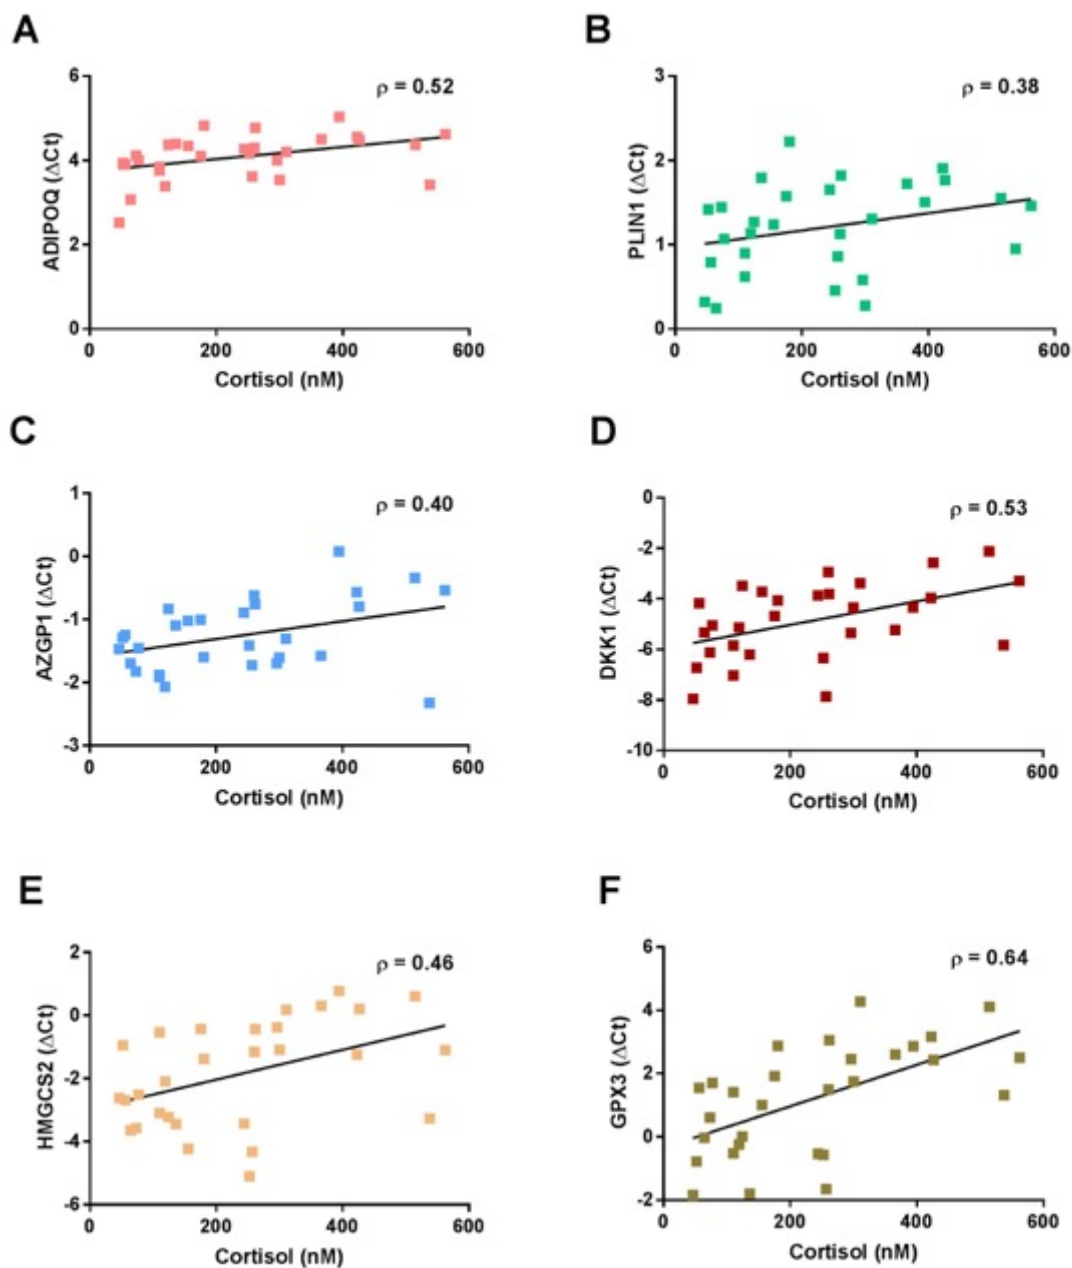 A
ρ = 0.52
ADIPOQ (ΔCt)
6
4
2
0
0 200 400 600
Cortisol (nM)
B
ρ = 0.38
PLIN1 (ΔCt)
3
2
1
0
0 200 400 600
Cortisol (nM)
C
ρ = 0.40
AZGP1 (ΔCt)
1
0
-1
-2
-3
0 200 400 600
Cortisol (nM)
D
ρ = 0.53
DKK1 (ΔCt)
0
-2
-4
-6
-8
-10
0 200 400 600
Cortisol (nM)
E
ρ = 0.46
HMGCS2 (ΔCt)
2
0
-2
-4
-6
0 200 400 600
Cortisol (nM)
F
ρ = 0.64
GPX3 (ΔCt)
6
4
2
0
-2
0 200 400 600
Cortisol (nM)